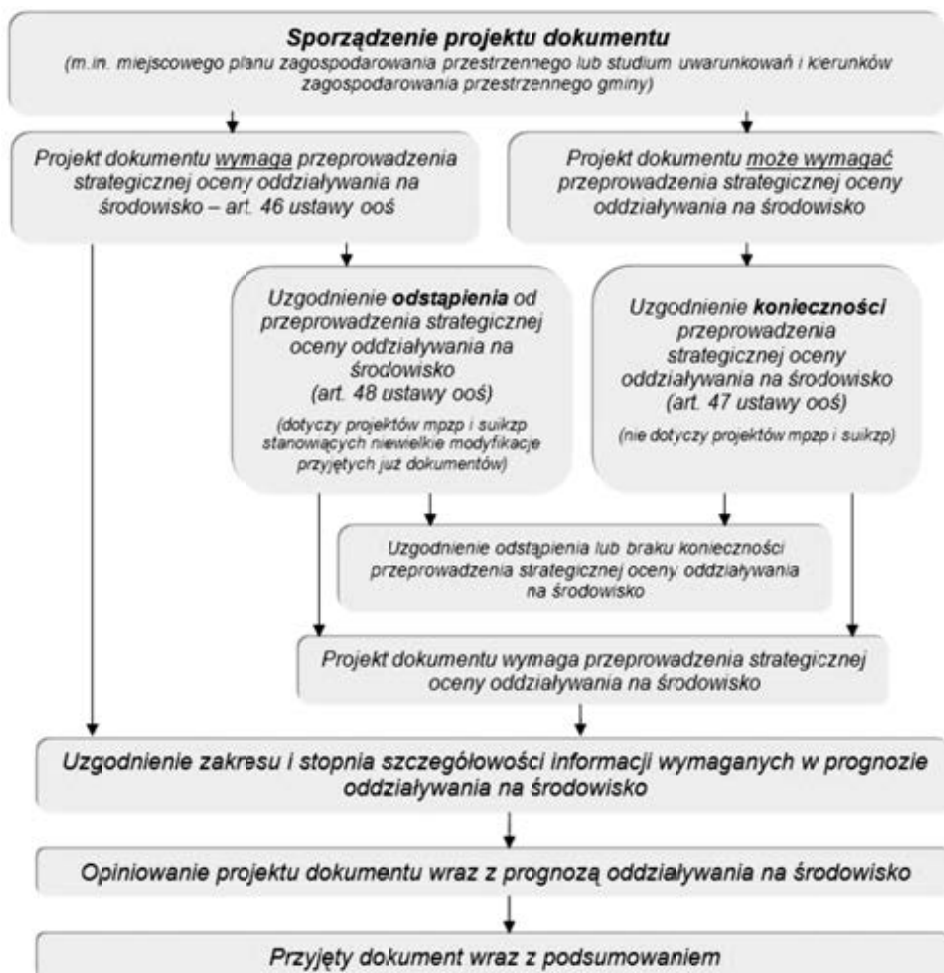 Sporządzenie projektu dokumentu
(m.in. miejscowego planu zagospodarowania przestrzennego lub studium uwarunkowań i kierunków
zagospodarowania przestrzennego gminy)
Projekt dokumentu wymaga przeprowadzenia
strategicznej oceny oddziaływania na
środowisko – art. 46 ustawy ooś
Projekt dokumentu może wymagać
przeprowadzenia strategicznej oceny
oddziaływania na środowisko
Uzgodnienie odstąpienia od
przeprowadzenia strategicznej
oceny oddziaływania na
środowisko
(art. 48 ustawy ooś)
(dotyczy projektów mpzp i suikzp
stanowiących niewielkie modyfikacje
przyjętych już dokumentów)
Uzgodnienie konieczności
przeprowadzenia
strategicznej oceny
oddziaływania na środowisko
(art. 47 ustawy ooś)
(nie dotyczy projektów mpzp i suikzp)
Uzgodnienie odstąpienia lub braku konieczności
przeprowadzenia strategicznej oceny oddziaływania
na środowisko
Projekt dokumentu wymaga przeprowadzenia strategicznej
oceny oddziaływania na środowisko
Uzgodnienie zakresu i stopnia szczegółowości informacji wymaganych w prognozie
oddziaływania na środowisko
Opiniowanie projektu dokumentu wraz z prognozą oddziaływania na środowisko
Przyjęty dokument wraz z podsumowaniem